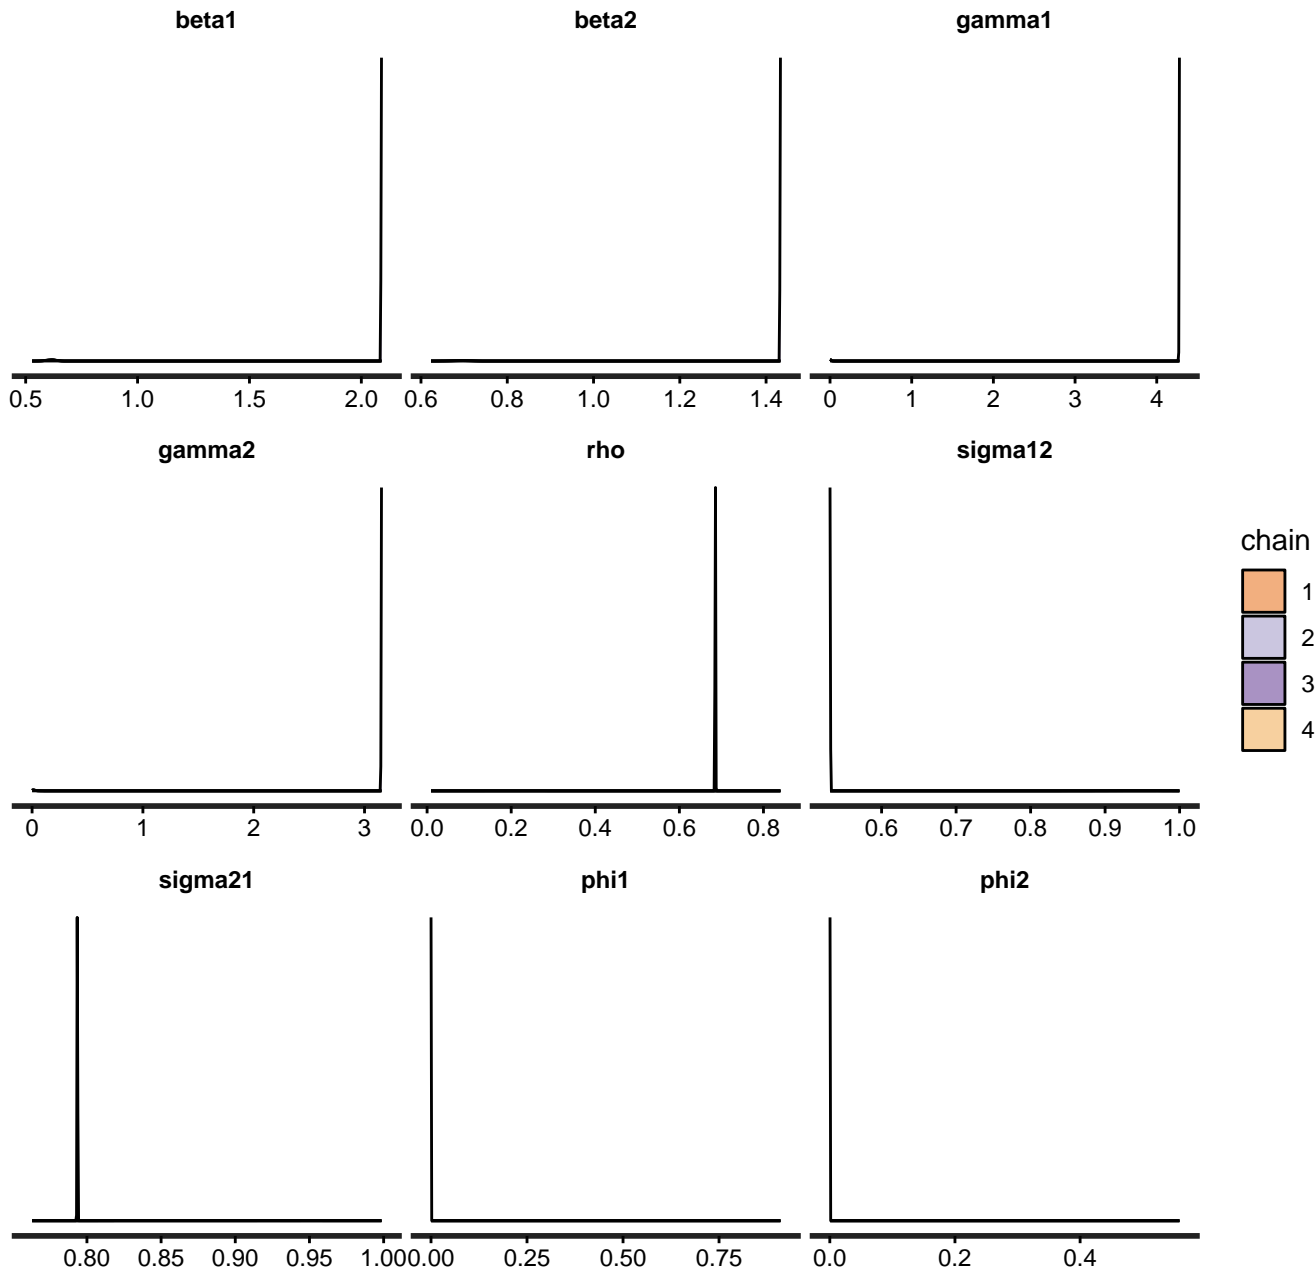 beta1 beta2 gamma1
0.5 1.0 1.5 2.0 0.6 0.8 1.0 1.2 1.4 0 1 2 3 4
gamma2 rho sigma12
0 1 2 3 0.0 0.2 0.4 0.6 0.8 0.6 0.7 0.8 0.9 1.0
sigma21 phi1 phi2
0.80 0.85 0.90 0.95 1.00 0.00 0.25 0.50 0.75 0.0 0.2 0.4
chain
1
2
3
4